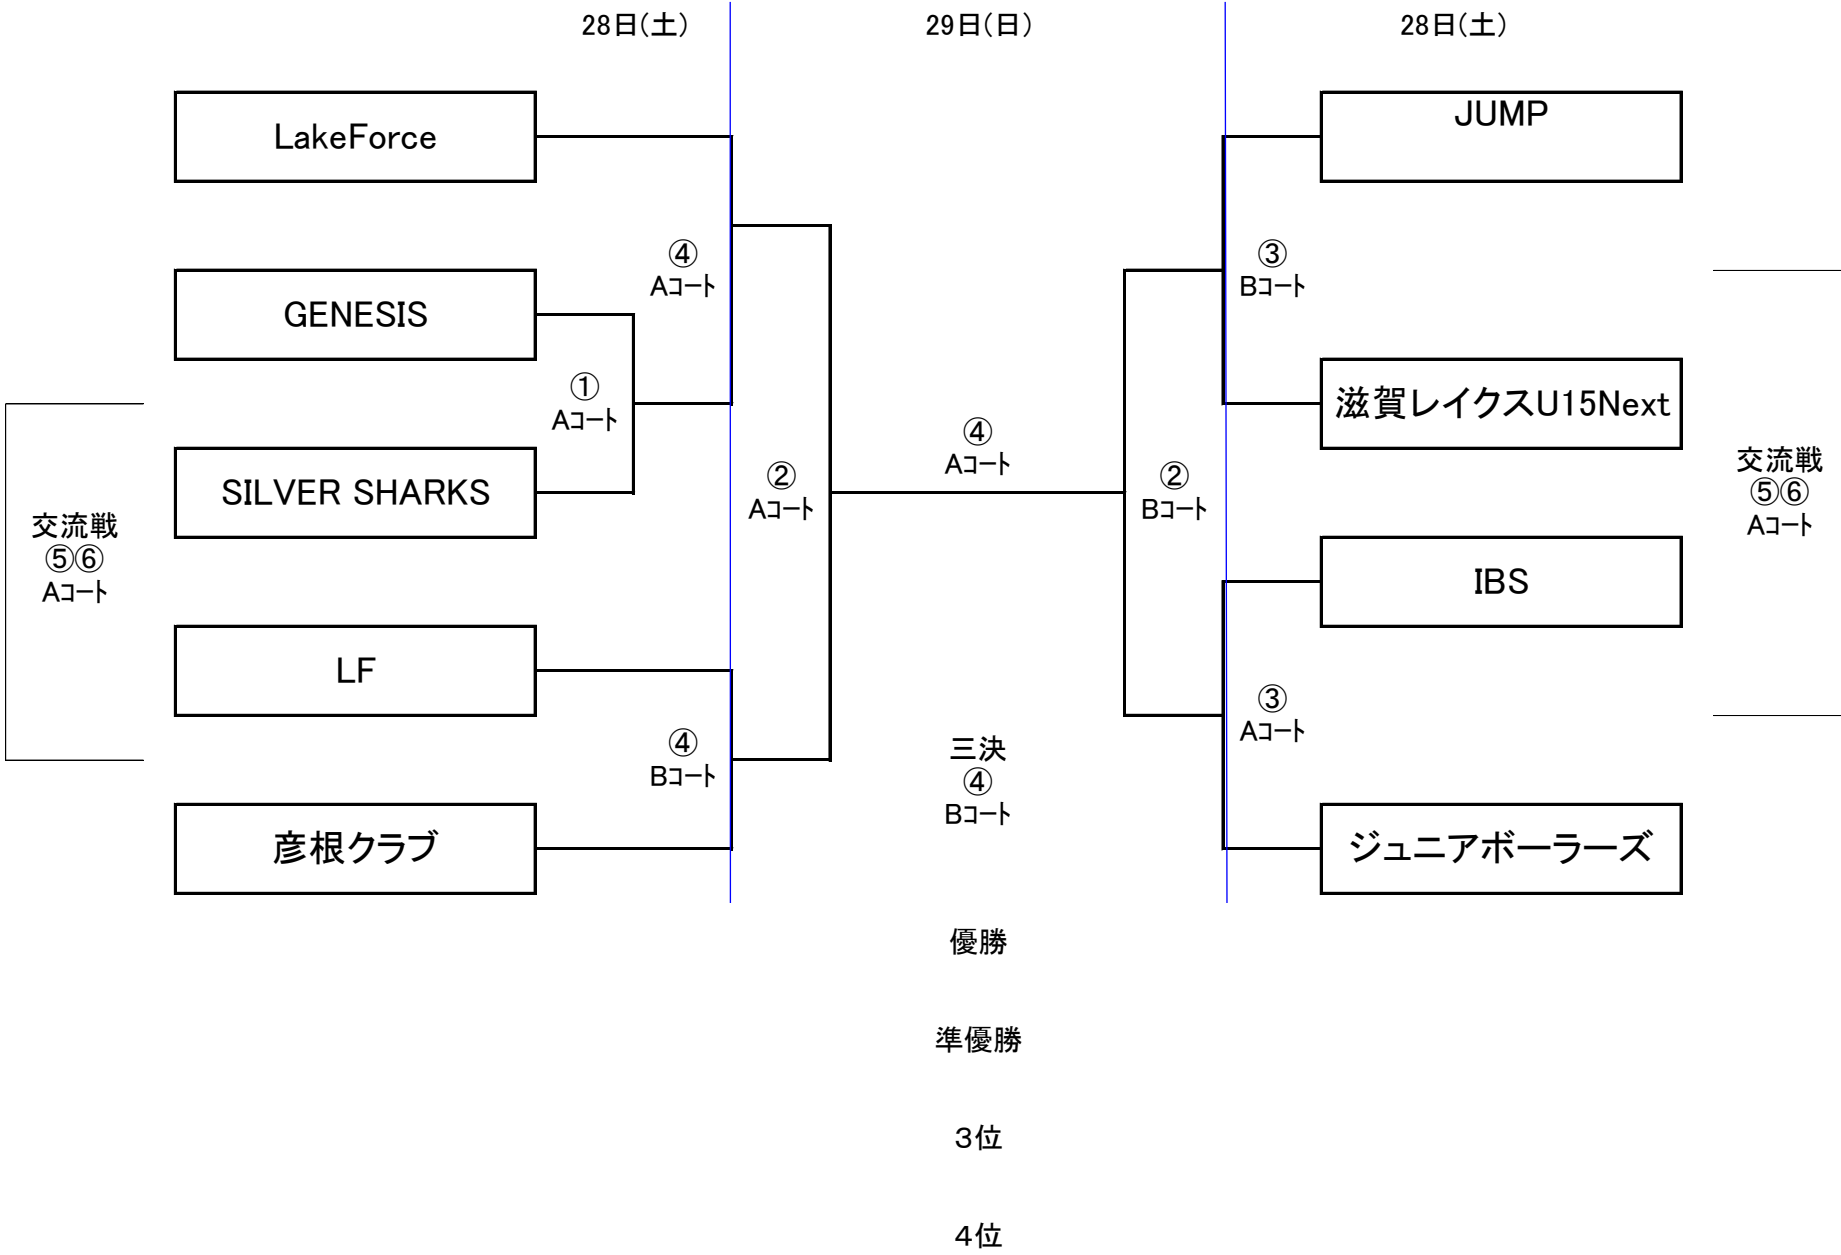 28日(土)
29日(日)
28日(土)
LakeForce
JUMP
④
Aコート
③
Bコート
GENESIS
①
Aコート
滋賀レイクスU15Next
④
Aコート
SILVER SHARKS
②
Aコート
②
Bコート
交流戦
⑤⑥
Aコート
交流戦
⑤⑥
Aコート
IBS
LF
④
Bコート
三決
④
Bコート
③
Aコート
彦根クラブ
ジュニアボーラーズ
優勝
準優勝
３位
４位